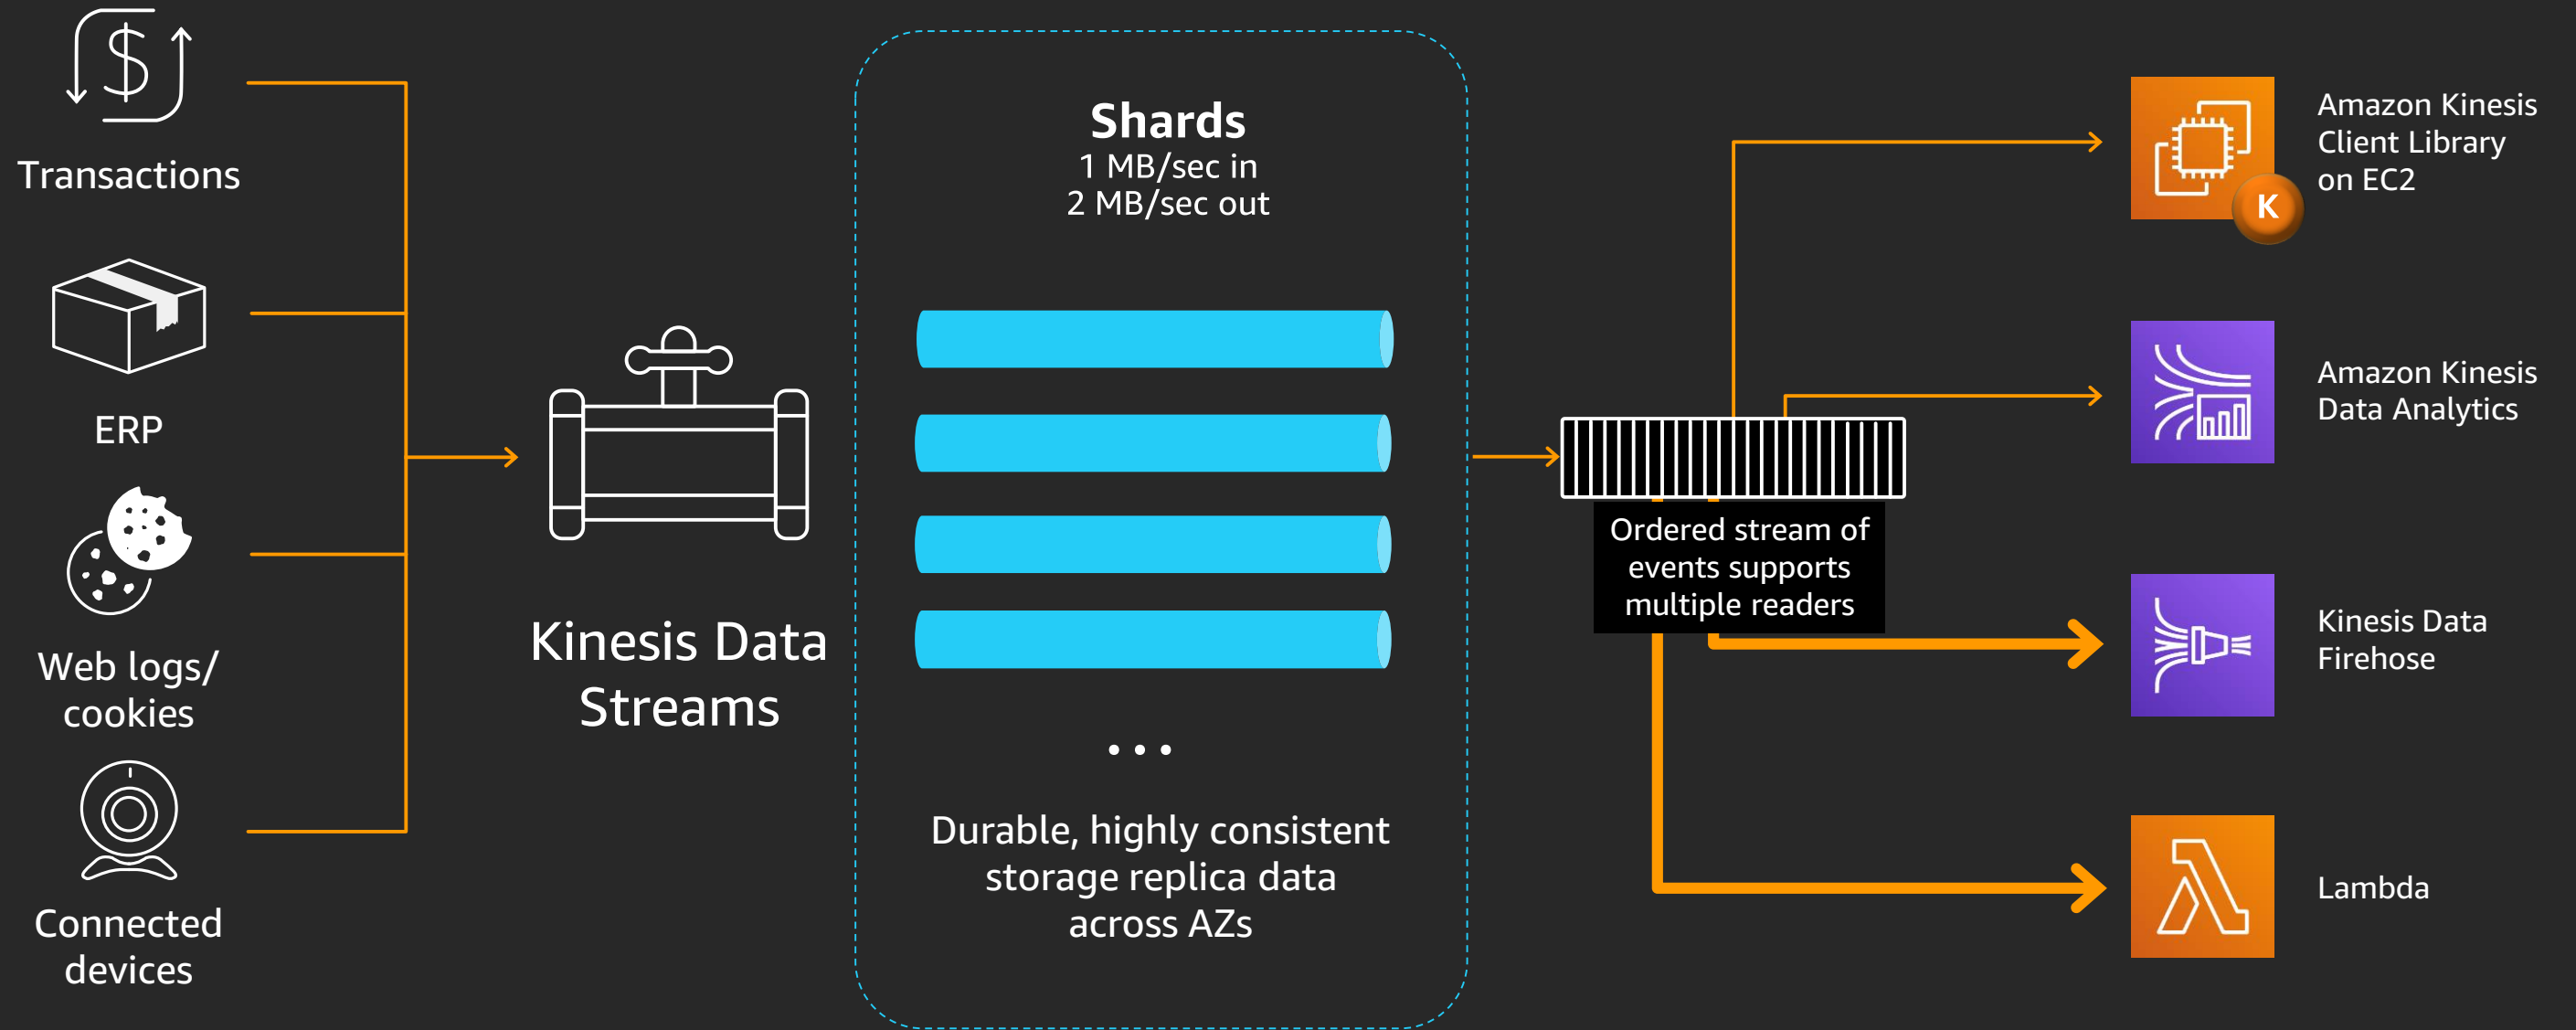 Transactions
ERP
Web logs/
cookies
Connected
devices
Kinesis Data
Streams
Shards
1 MB/sec in
2 MB/sec out
...
Durable, highly consistent
storage replica data
across AZs
Ordered stream of
events supports
multiple readers
Amazon Kinesis
Client Library
on EC2
K
Amazon Kinesis
Data Analytics
Kinesis Data
Firehose
Lambda